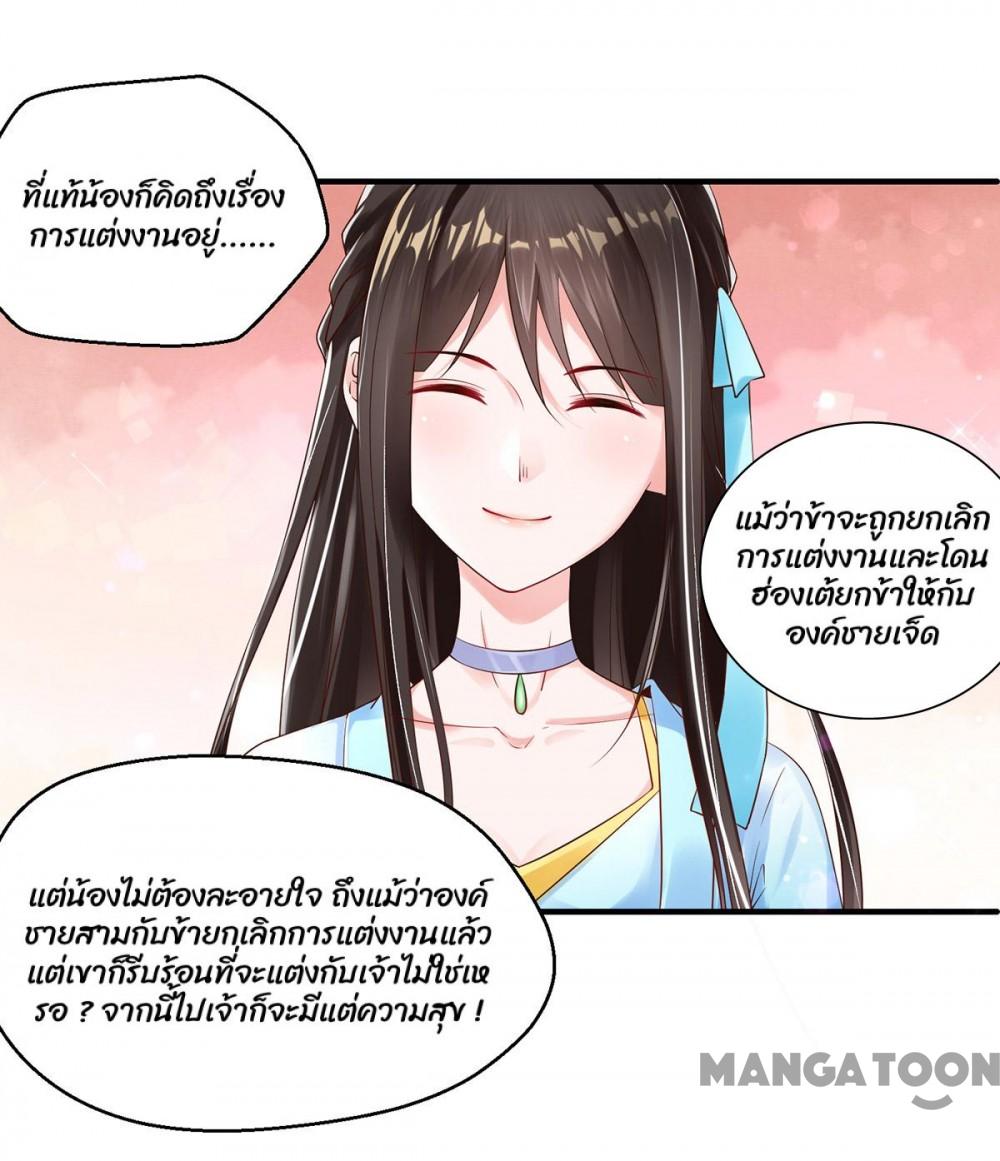 ที่แท้น้องก็คิดถึงเรื่อง
การแต่งงานอยู่......
แม้ว่าข้าจะถูกยกเลิก
การแต่งงานและโดน
ฮ่องเต้ยกข้าให้กับ
องค์ชายเจ็ด
แต่น้องไม่ต้องละอายใจ ถึงแม้ว่าองค์
ชายสามกับข้ายกเลิกการแต่งงานแล้ว
แต่เขาก็รีบร้อนที่จะแต่งกับเจ้าไม่ใช่เห
รอ ? จากนี้ไปเจ้าก็จะมีแต่ความสุข !
MANGATOON